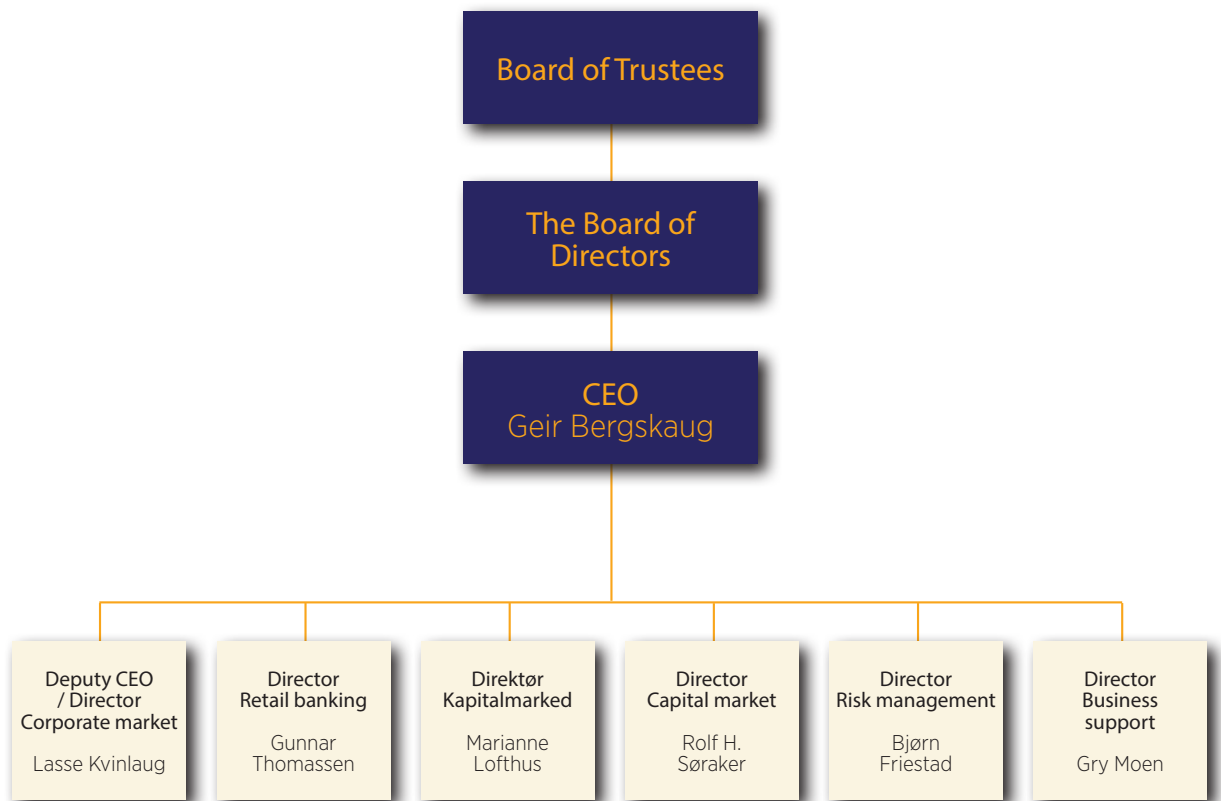 Board of Trustees
The Board of
Directors
CEO
Geir Bergskaug
Deputy CEO
/ Director
Corporate market
Lasse Kvinlaug
Director
Retail banking
Gunnar
Thomassen
Direktør
Kapitalmarked
Marianne
Lofthus
Director
Capital market
Rolf H.
Søraker
Director
Risk management
Bjørn
Friestad
Director
Business
support
Gry Moen